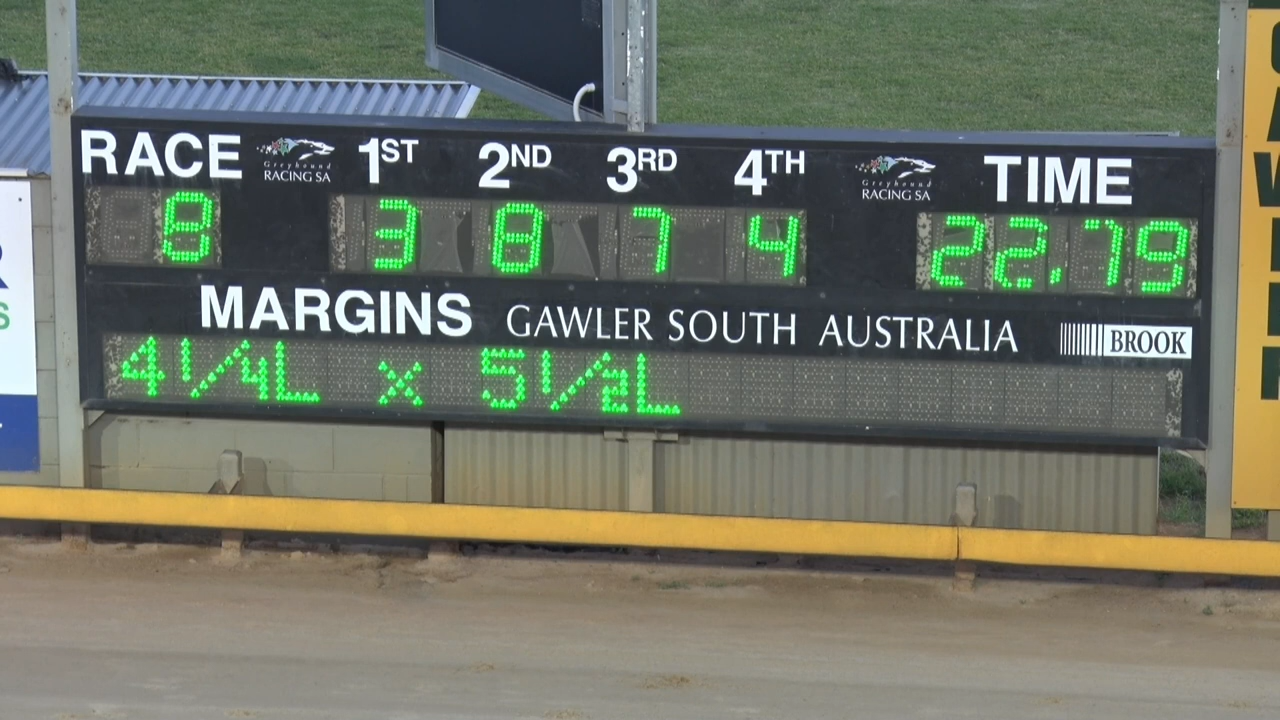 RACE Greyhound RACING SA 1ST 2ND 3RD 4TH Greyhound RACING SA TIME
8 3 8 7 4 22.79
MARGINS GAWLER SOUTH AUSTRALIA BROOK
4 1/4L x 5 1/2L